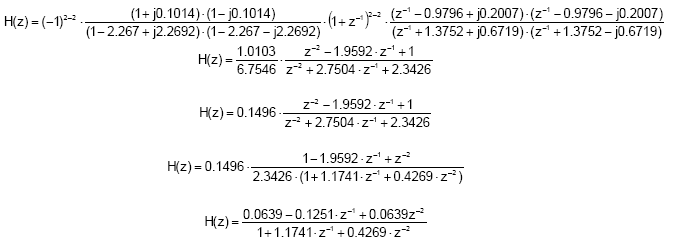 H(z) = (−1)²⁻² · (1+ j0.1014) · (1− j0.1014) / (1− 2.267 + j2.2692) · (1− 2.267 − j2.2692) · (1+ z⁻¹)²⁻² · (z⁻¹ − 0.9796 + j0.2007) · (z⁻¹ − 0.9796 − j0.2007) / (z⁻¹ + 1.3752 + j0.6719) · (z⁻¹ + 1.3752 − j0.6719)
H(z) = 1.0103 / 6.7546 · z⁻² − 1.9592 · z⁻¹ + 1 / z⁻² + 2.7504 · z⁻¹ + 2.3426
H(z) = 0.1496 · z⁻² − 1.9592 · z⁻¹ + 1 / z⁻² + 2.7504 · z⁻¹ + 2.3426
H(z) = 0.1496 · 1− 1.9592 · z⁻¹ + z⁻² / 2.3426 · (1+ 1.1741 · z⁻¹ + 0.4269 · z⁻²)
H(z) = 0.0639 − 0.1251 · z⁻¹ + 0.0639z⁻² / 1+ 1.1741 · z⁻¹ + 0.4269 · z⁻²